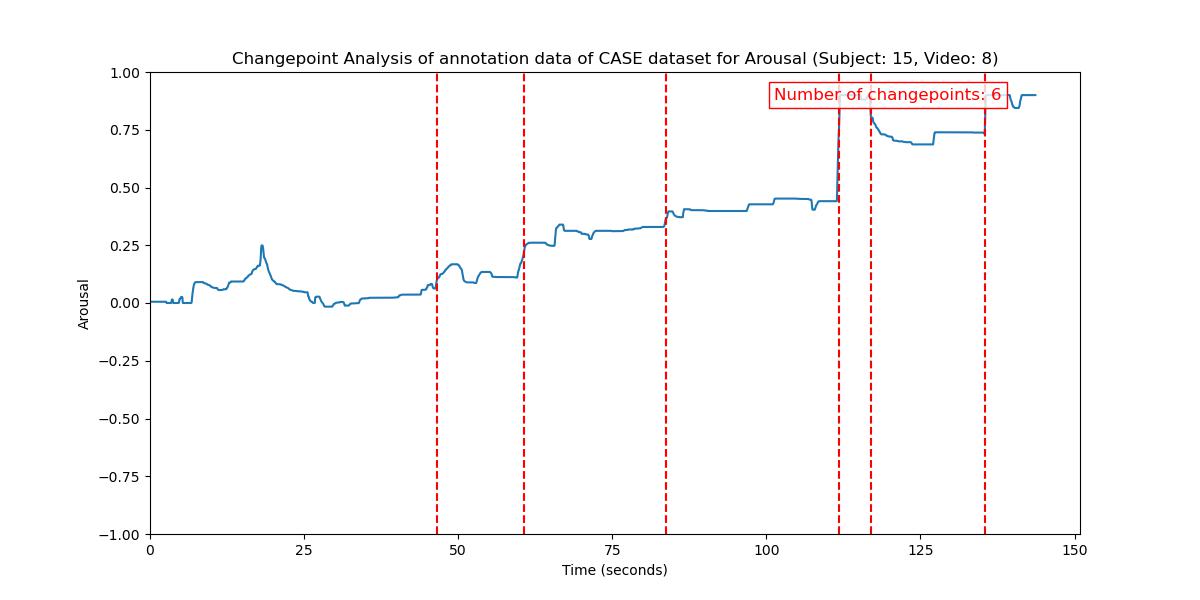 Changepoint Analysis of annotation data of CASE dataset for Arousal (Subject: 15, Video: 8)
Number of changepoints: 6
1.00
0.75
0.50
0.25
0.00
−0.25
−0.50
−0.75
−1.00
Arousal
0 25 50 75 100 125 150
Time (seconds)